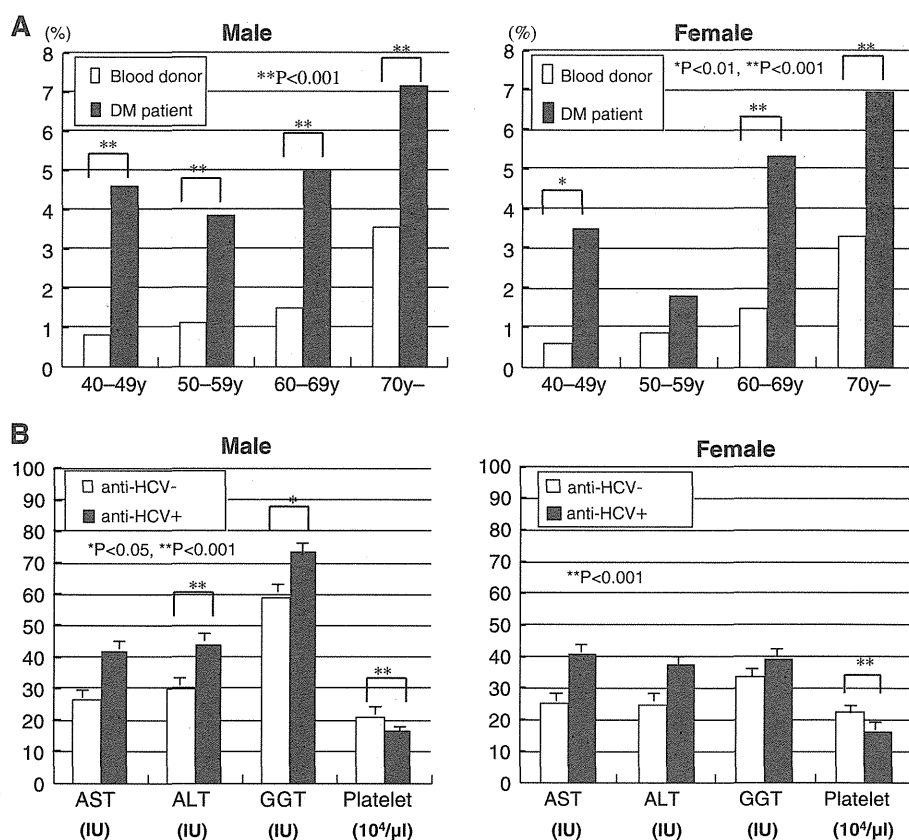 A
(%)
Male
8
7
6
5
4
3
2
1
0
Blood donor
DM patient
**P<0.001
**
**
**
**
40–49y
50–59y
60–69y
70y–
(%)
Female
8
7
6
5
4
3
2
1
0
Blood donor
DM patient
*P<0.01, **P<0.001
*
**
**
40–49y
50–59y
60–69y
70y–
B
Male
100
90
80
70
60
50
40
30
20
10
0
anti-HCV-
anti-HCV+
*P<0.05, **P<0.001
**
*
**
AST
ALT
GGT
Platelet
(IU)
(IU)
(IU)
(10⁴/µl)
Female
100
90
80
70
60
50
40
30
20
10
0
anti-HCV-
anti-HCV+
**P<0.001
**
AST
ALT
GGT
Platelet
(IU)
(IU)
(IU)
(10⁴/µl)